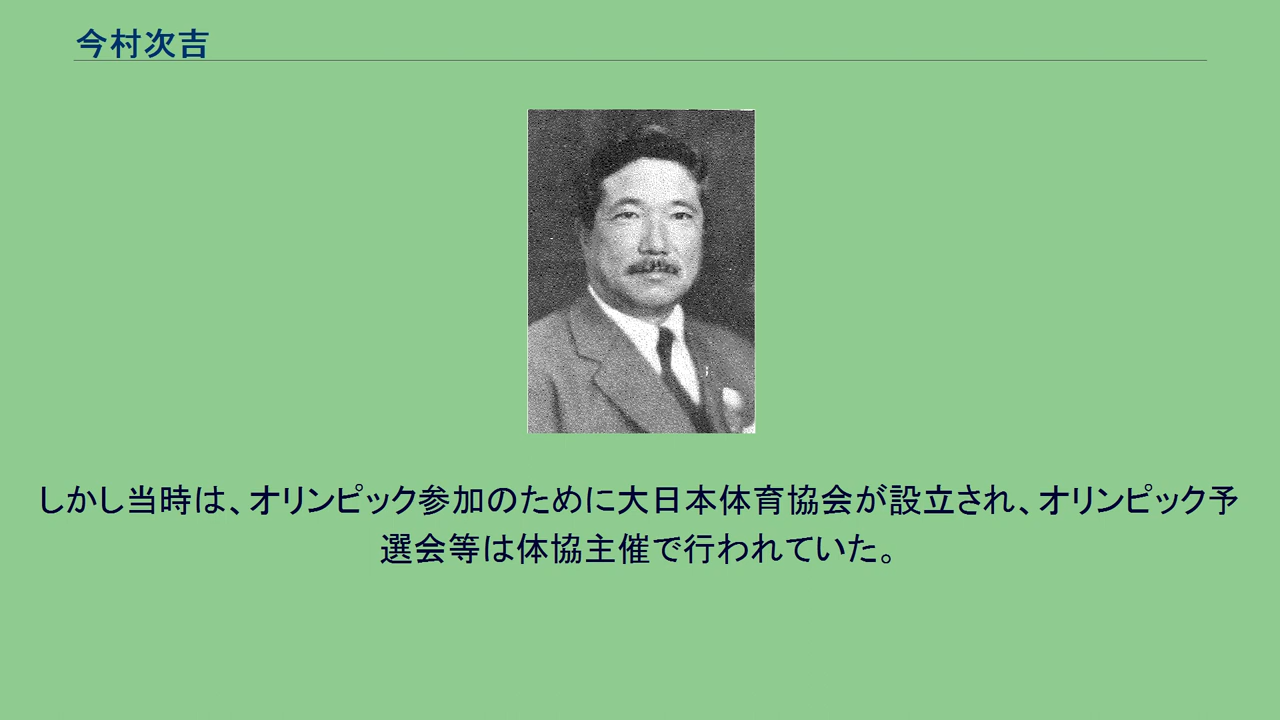 今村次吉
しかし当時は、オリンピック参加のために大日本体育協会が設立され、オリンピック予
選会等は体協主催で行われていた。